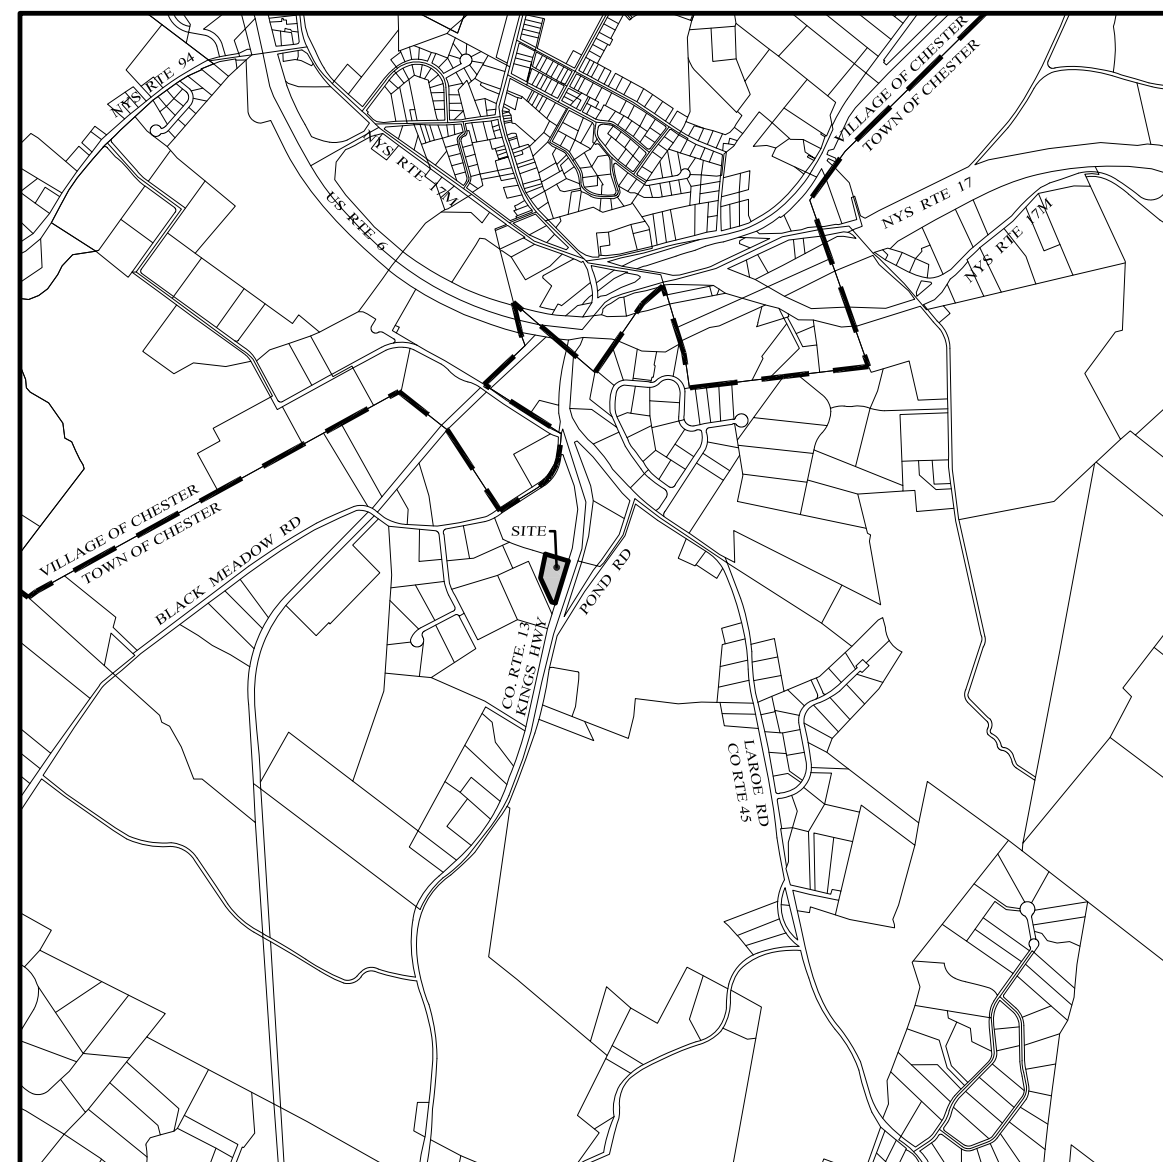 VILLAGE OF CHESTER
TOWN OF CHESTER
NYS RTE 94
NYS RTE 17M
US RTE 6
NYS RTE 17
NYS RTE 17M
VILLAGE OF CHESTER
TOWN OF CHESTER
BLACK MEADOW RD
SITE
POND RD
CO. RTE. 13
KINGS HWY
LAROE RD
CO RTE 45